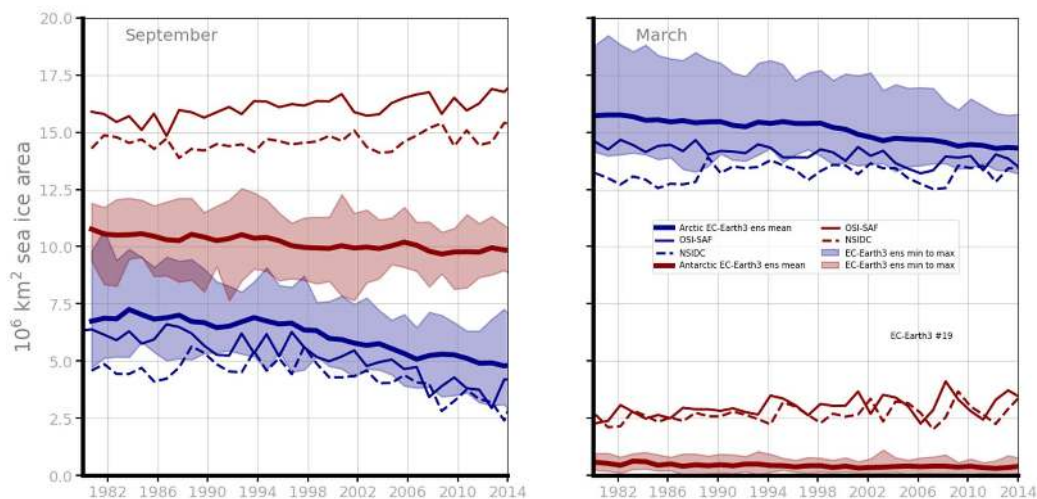 20.0
17.5
15.0
12.5
10.0
7.5
5.0
2.5
0.0
10⁶ km² sea ice area
September
1982 1986 1990 1994 1998 2002 2006 2010 2014
March
Arctic EC-Earth3 ens mean
OSI-SAF
NSIDC
Antarctic EC-Earth3 ens mean
OSI-SAF
NSIDC
EC-Earth3 ens min to max
EC-Earth3 ens min to max
EC-Earth3 #19
1982 1986 1990 1994 1998 2002 2006 2010 2014